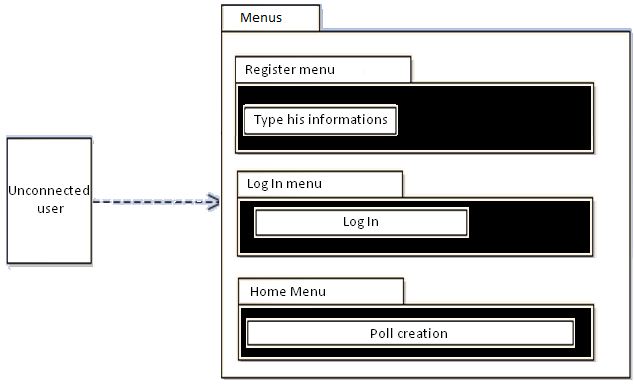 Menus
Register menu
Type his informations
Unconnected
user
Log In menu
Log In
Home Menu
Poll creation